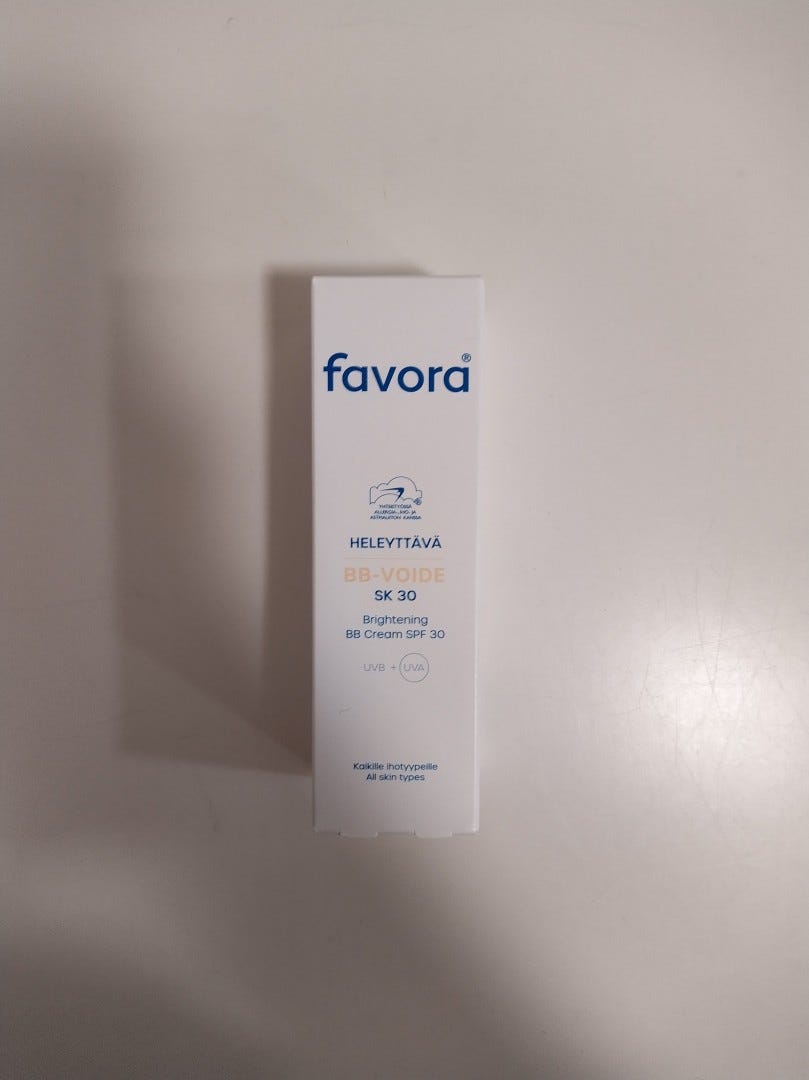 favora®
YHTEISTYÖSSÄ
ALLERGIA-, IHO- JA
ASTMALIITON KANSSA
HELEYTTÄVÄ
BB-VOIDE
SK 30
Brightening
BB Cream SPF 30
UVB + UVA
Kaikille ihotyypeille
All skin types